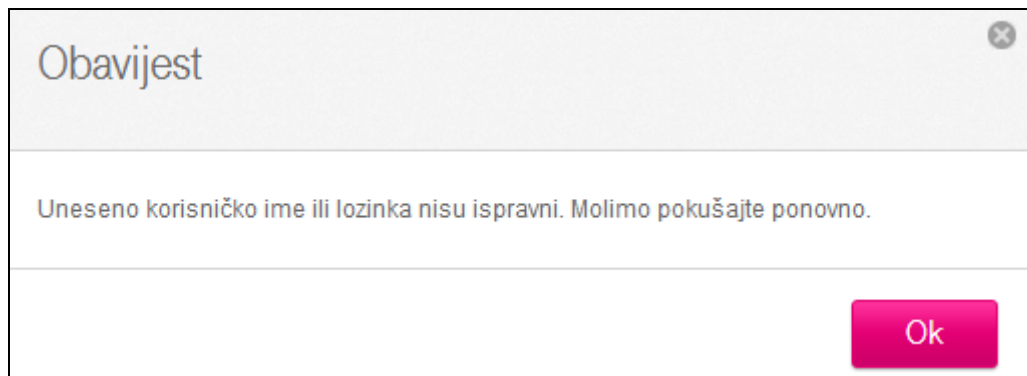 Obavijest
Uneseno korisničko ime ili lozinka nisu ispravni. Molimo pokušajte ponovno.
Ok